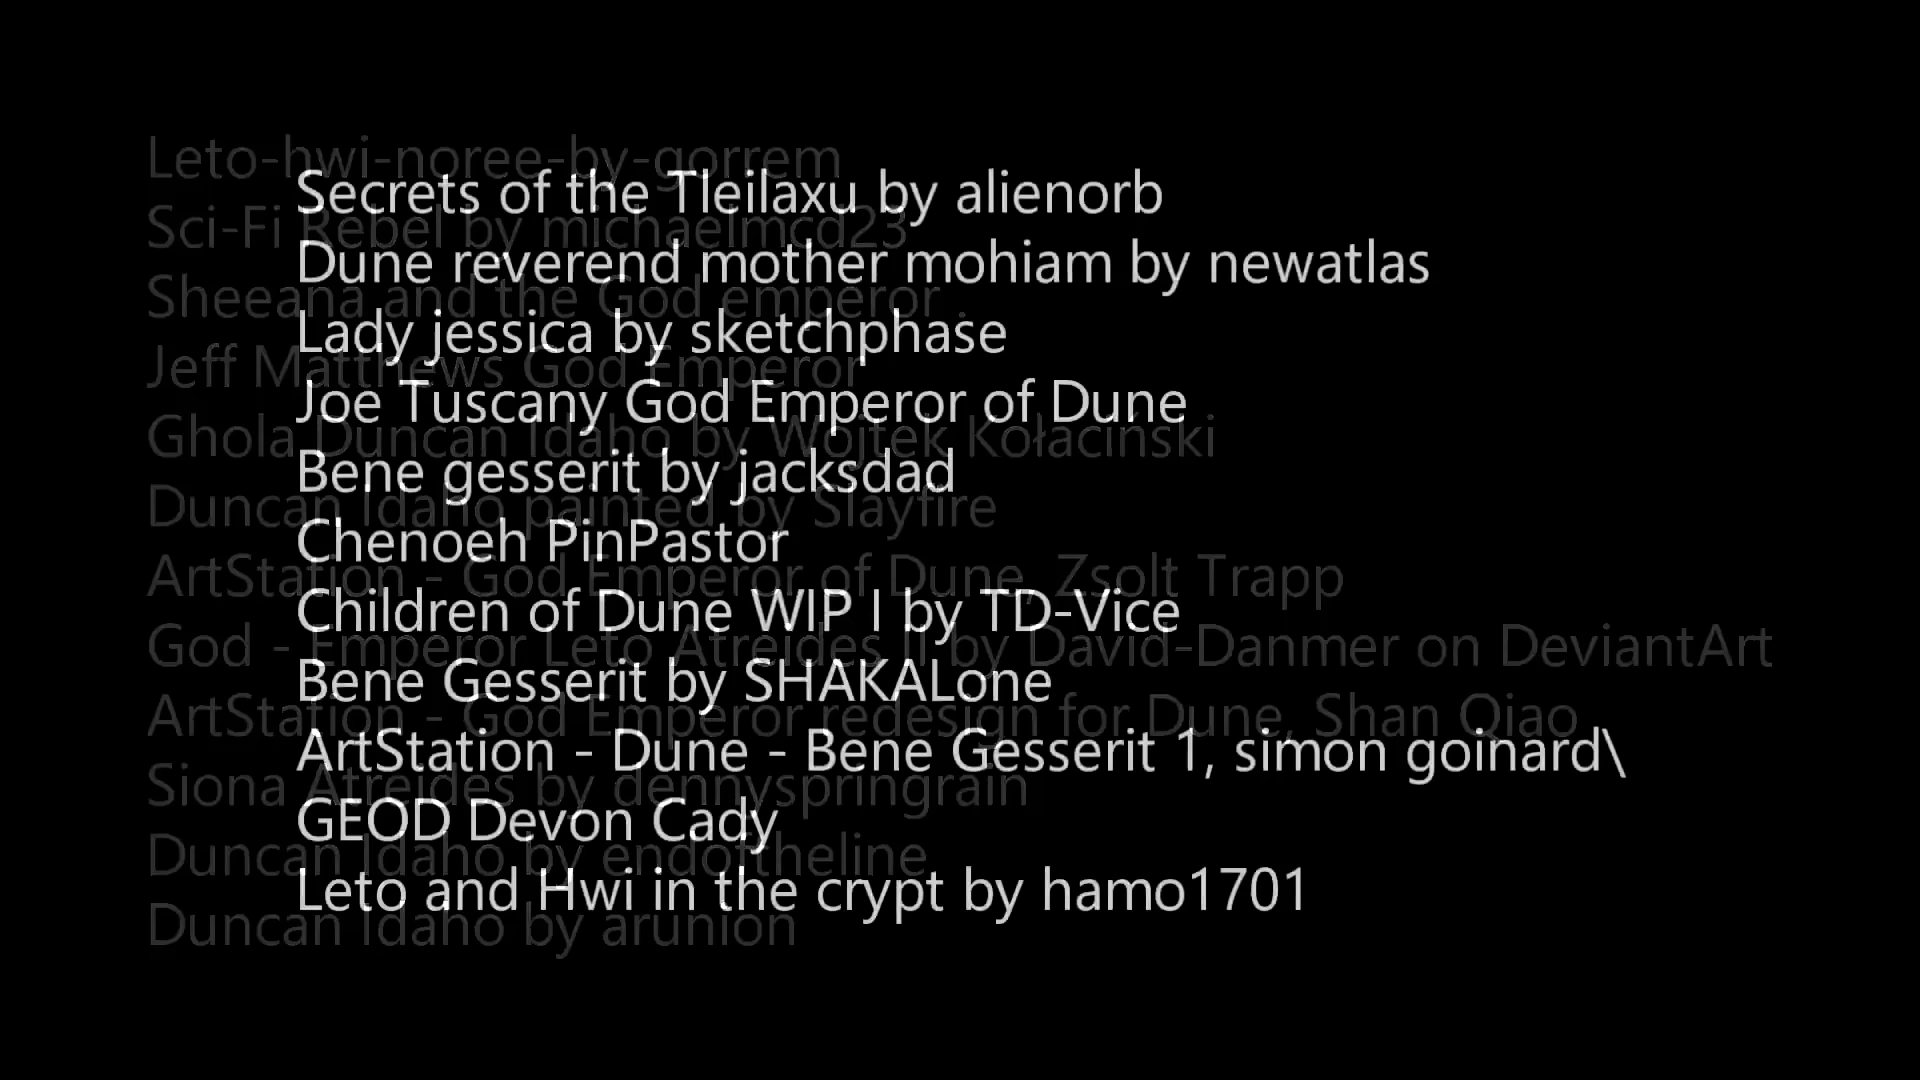 Leto-hwi-noree-by-gorrem
Secrets of the Tleilaxu by alienorb
Sci-Fi Rebel by michaelmcd23
Dune reverend mother mohiam by newatlas
Sheeana and the God emperor .
Lady jessica by sketchphase
Jeff Matthews God Emperor
Joe Tuscany God Emperor of Dune
Ghola Duncan Idaho by Wojtek Kołaciński
Bene gesserit by jacksdad
Duncan Idaho painted by Slayfire
Chenoeh PinPastor
ArtStation - God Emperor of Dune, Zsolt Trapp
Children of Dune WIP I by TD-Vice
God - Emperor Leto Atreides II by David-Danmer on DeviantArt
Bene Gesserit by SHAKALone
ArtStation - God Emperor redesign for Dune, Shan Qiao
ArtStation - Dune - Bene Gesserit 1, simon goinard\
Siona Atreides by dennyspringrain
GEOD Devon Cady
Duncan Idaho by endoftheline
Leto and Hwi in the crypt by hamo1701
Duncan Idaho by arunion